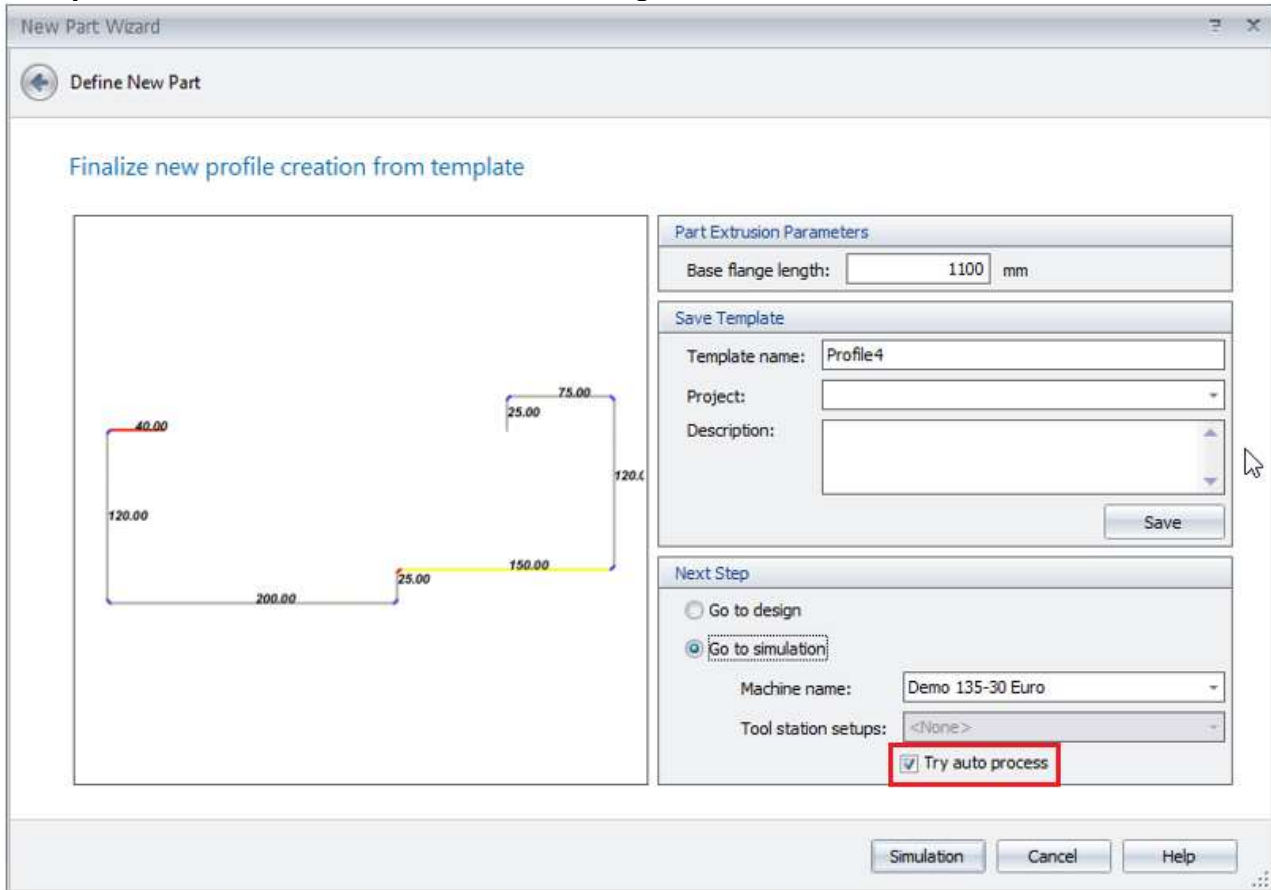 New Part Wizard
Define New Part
Finalize new profile creation from template
40.00
120.00
200.00
25.00
150.00
25.00
75.00
Part Extrusion Parameters
Base flange length: 1100 mm
Save Template
Template name: Profile4
Project:
Description:
Save
Next Step
Go to design
Go to simulation
Machine name: Demo 135-30 Euro
Tool station setups: <None>
Try auto process
Simulation Cancel Help